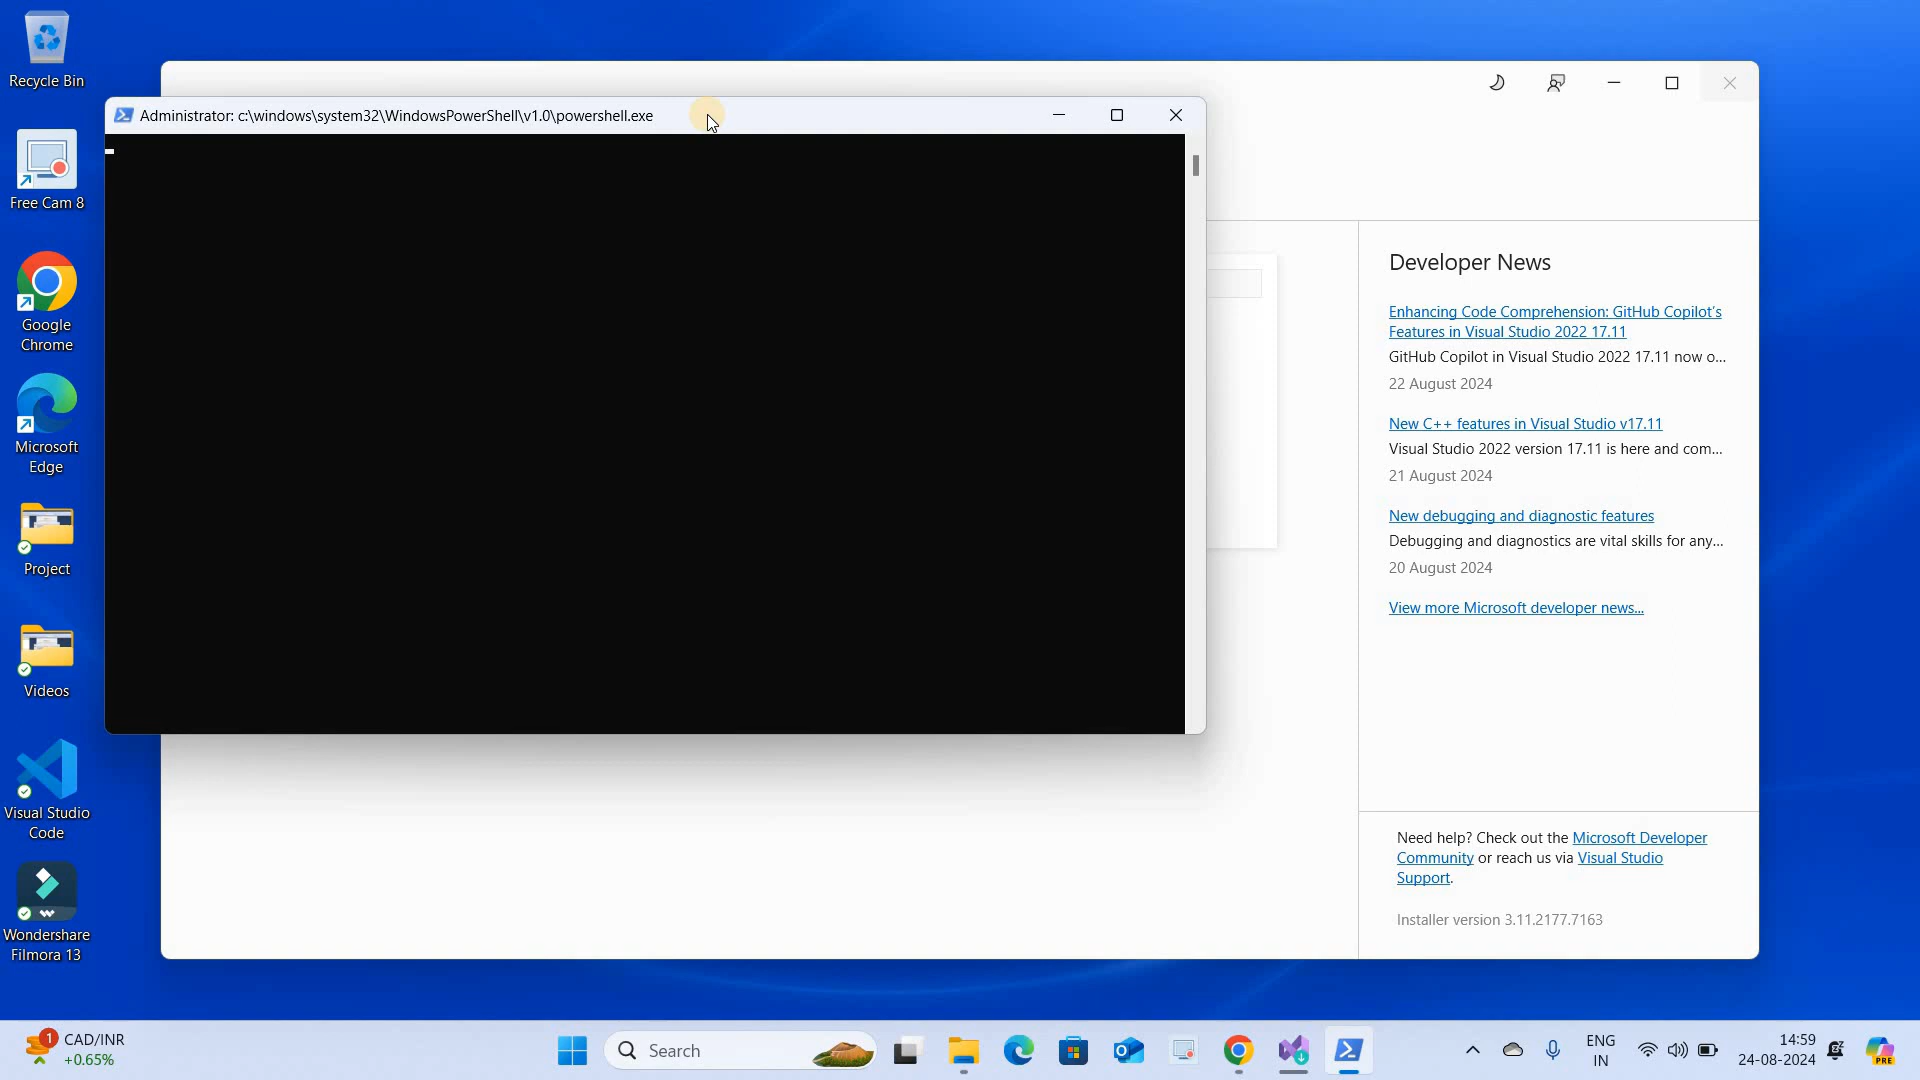 Recycle Bin
Free Cam 8
Google
Chrome
Microsoft
Edge
Project
Videos
Visual Studio
Code
Wondershare
Filmora 13
Administrator: c:\windows\system32\WindowsPowerShell\v1.0\powershell.exe
Developer News
Enhancing Code Comprehension: GitHub Copilot's
Features in Visual Studio 2022 17.11
GitHub Copilot in Visual Studio 2022 17.11 now o...
22 August 2024
New C++ features in Visual Studio v17.11
Visual Studio 2022 version 17.11 is here and com...
21 August 2024
New debugging and diagnostic features
Debugging and diagnostics are vital skills for any...
20 August 2024
View more Microsoft developer news...
Need help? Check out the Microsoft Developer
Community or reach us via Visual Studio
Support.
Installer version 3.11.2177.7163
1
CAD/INR
+0.65%
Search
ENG
IN
14:59
24-08-2024
PRE